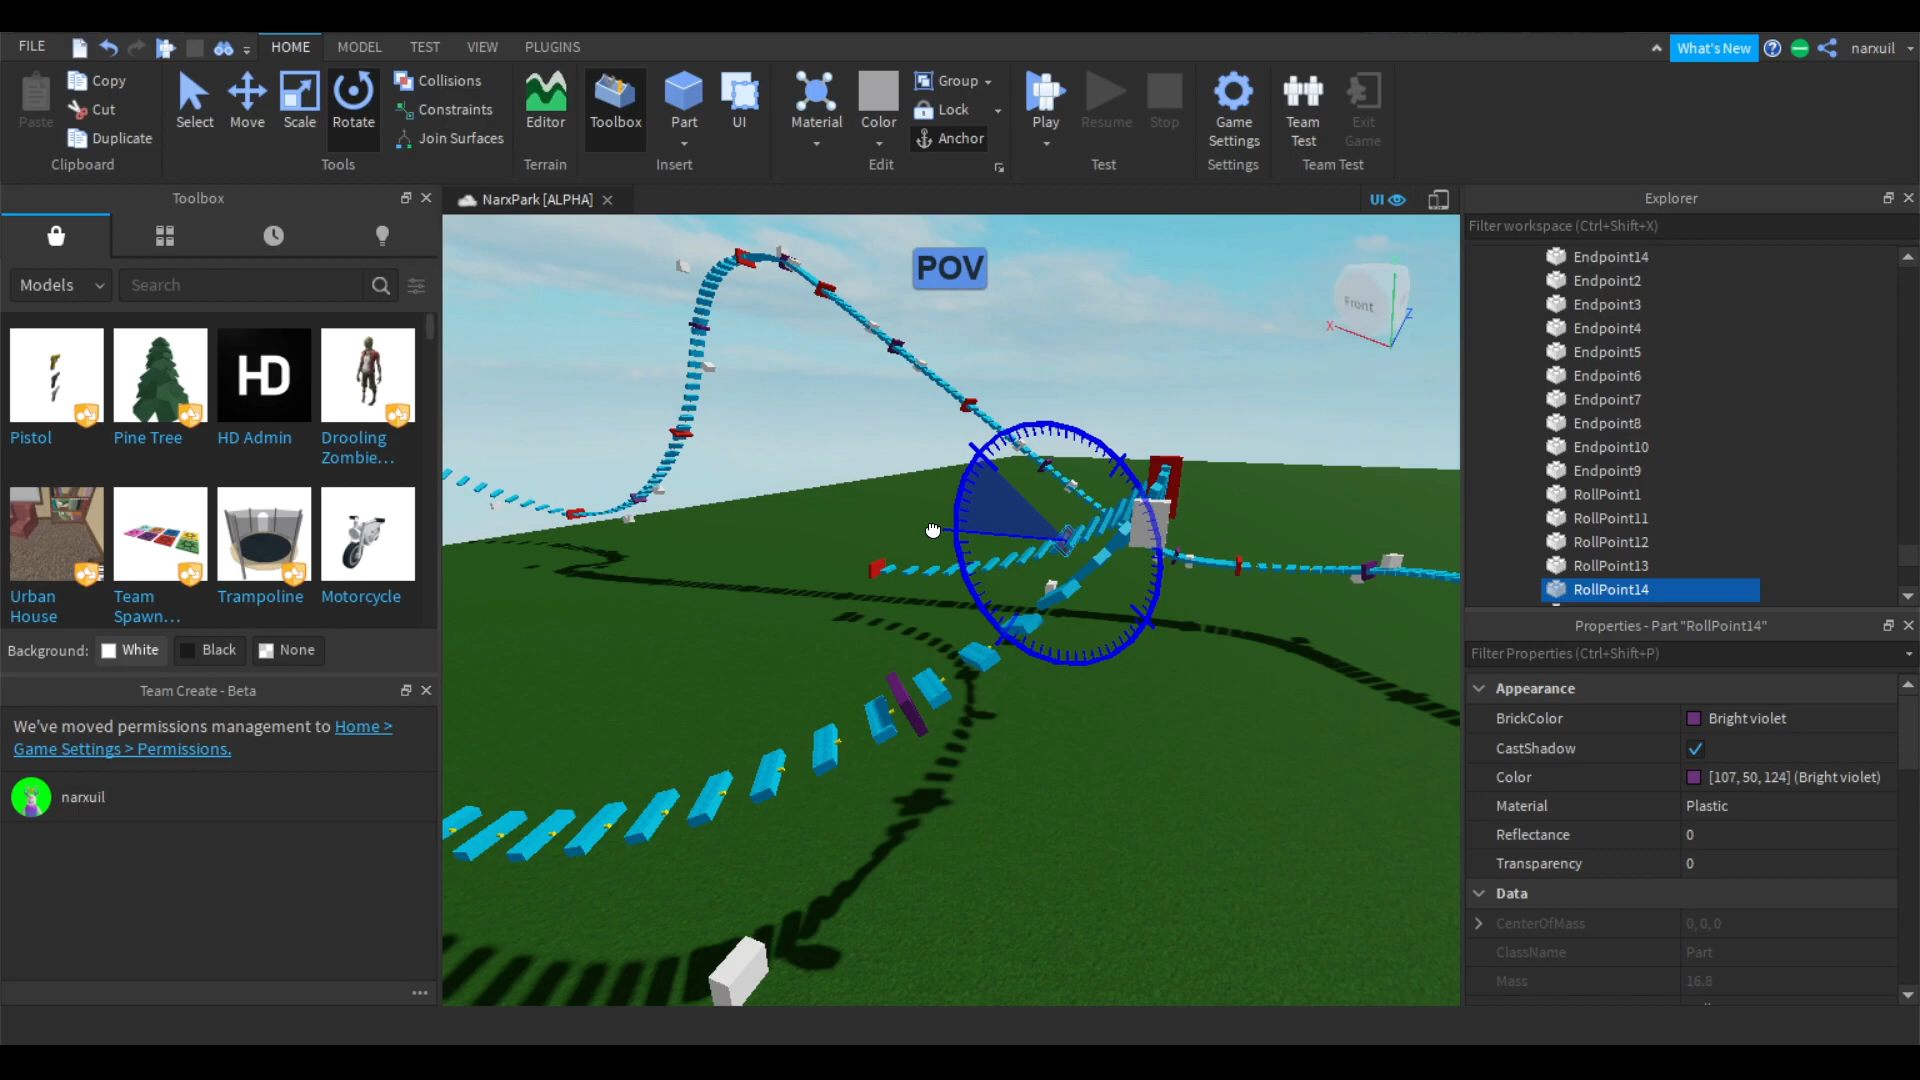 FILE
HOME
MODEL
TEST
VIEW
PLUGINS
What's New
narxuil
Paste
Copy
Cut
Duplicate
Clipboard
Select
Move
Scale
Rotate
Collisions
Constraints
Join Surfaces
Tools
Editor
Terrain
Toolbox
Part
UI
Insert
Material
Color
Group
Lock
Anchor
Edit
Play
Resume
Stop
Test
Game
Settings
Settings
Team
Test
Exit
Game
Team Test
Toolbox
Models
Search
Pistol
Pine Tree
HD
HD Admin
Drooling
Zombie...
Urban
House
Team
Spawn...
Trampoline
Motorcycle
Background:
White
Black
None
Team Create - Beta
We've moved permissions management to Home >
Game Settings > Permissions.
narxuil
NarxPark [ALPHA]
UI
POV
Front
X
Z
Explorer
Filter workspace (Ctrl+Shift+X)
Endpoint14
Endpoint2
Endpoint3
Endpoint4
Endpoint5
Endpoint6
Endpoint7
Endpoint8
Endpoint10
Endpoint9
RollPoint1
RollPoint11
RollPoint12
RollPoint13
RollPoint14
Properties - Part "RollPoint14"
Filter Properties (Ctrl+Shift+P)
Appearance
BrickColor Bright violet
CastShadow
Color [107, 50, 124] (Bright violet)
Material Plastic
Reflectance 0
Transparency 0
Data
CenterOfMass 0, 0, 0
ClassName Part
Mass 16.8